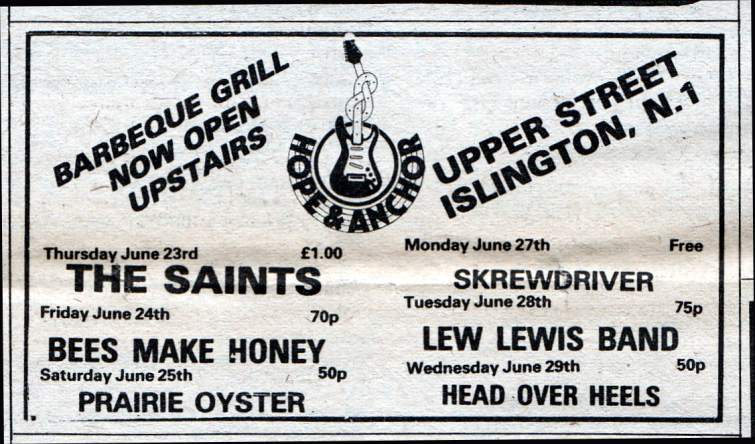 BARBEQUE GRILL
NOW OPEN
UPSTAIRS
HOPE & ANCHOR
UPPER STREET
ISLINGTON, N.1
Thursday June 23rd £1.00
THE SAINTS
Friday June 24th 70p
BEES MAKE HONEY
Saturday June 25th 50p
PRAIRIE OYSTER
Monday June 27th Free
SKREWDRIVER
Tuesday June 28th 75p
LEW LEWIS BAND
Wednesday June 29th 50p
HEAD OVER HEELS